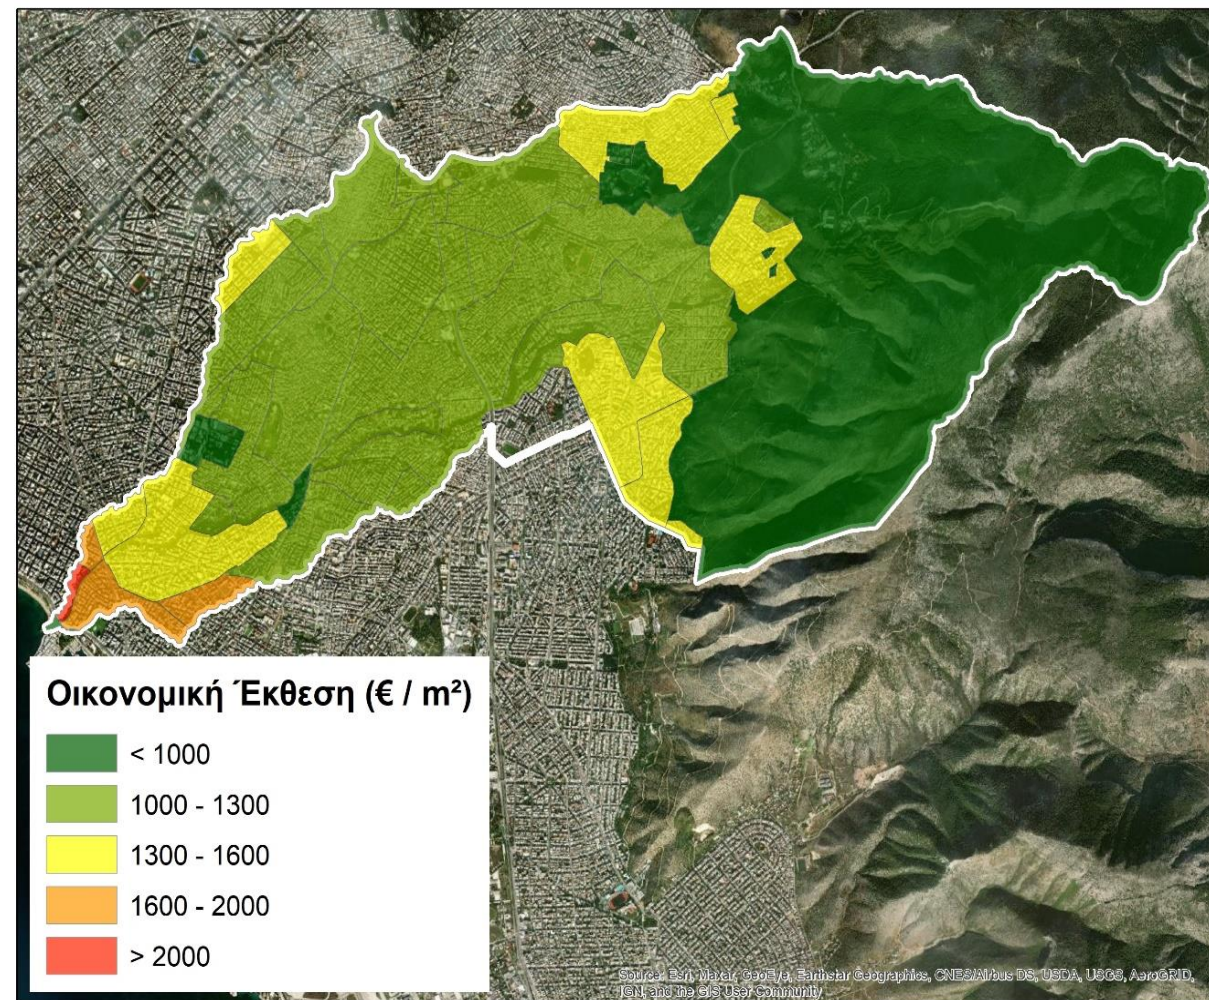 Οικονομική Έκθεση (€ / m²)
< 1000
1000 - 1300
1300 - 1600
1600 - 2000
> 2000
Source: Esri, Maxar, GeoEye, Earthstar Geographics, CNES/Airbus DS, USDA, USGS, AeroGRID,
IGN, and the GIS User Community